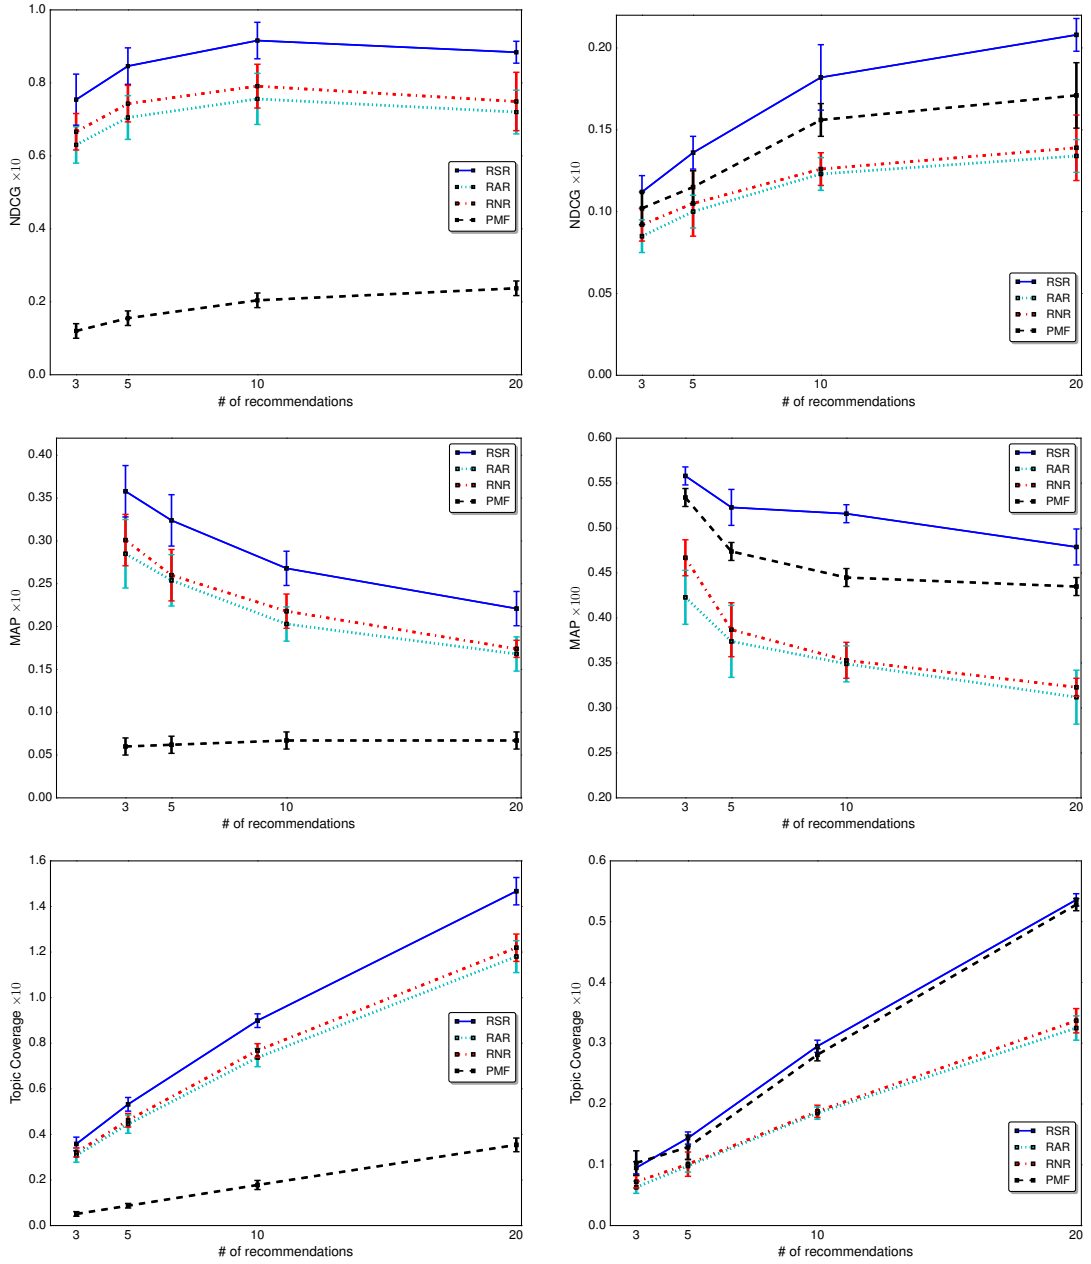 1.0
0.8
0.6
0.4
0.2
0.0
NDCG ×10
RSR
RAR
RNR
PMF
3 5 10 20
# of recommendations
0.20
0.15
0.10
0.05
0.00
NDCG ×10
RSR
RAR
RNR
PMF
3 5 10 20
# of recommendations
0.40
0.35
0.30
0.25
0.20
0.15
0.10
0.05
0.00
MAP ×10
RSR
RAR
RNR
PMF
3 5 10 20
# of recommendations
0.60
0.55
0.50
0.45
0.40
0.35
0.30
0.25
0.20
MAP ×100
RSR
RAR
RNR
PMF
3 5 10 20
# of recommendations
1.6
1.4
1.2
1.0
0.8
0.6
0.4
0.2
0.0
Topic Coverage ×10
RSR
RAR
RNR
PMF
3 5 10 20
# of recommendations
0.6
0.5
0.4
0.3
0.2
0.1
0.0
Topic Coverage ×10
RSR
RAR
RNR
PMF
3 5 10 20
# of recommendations